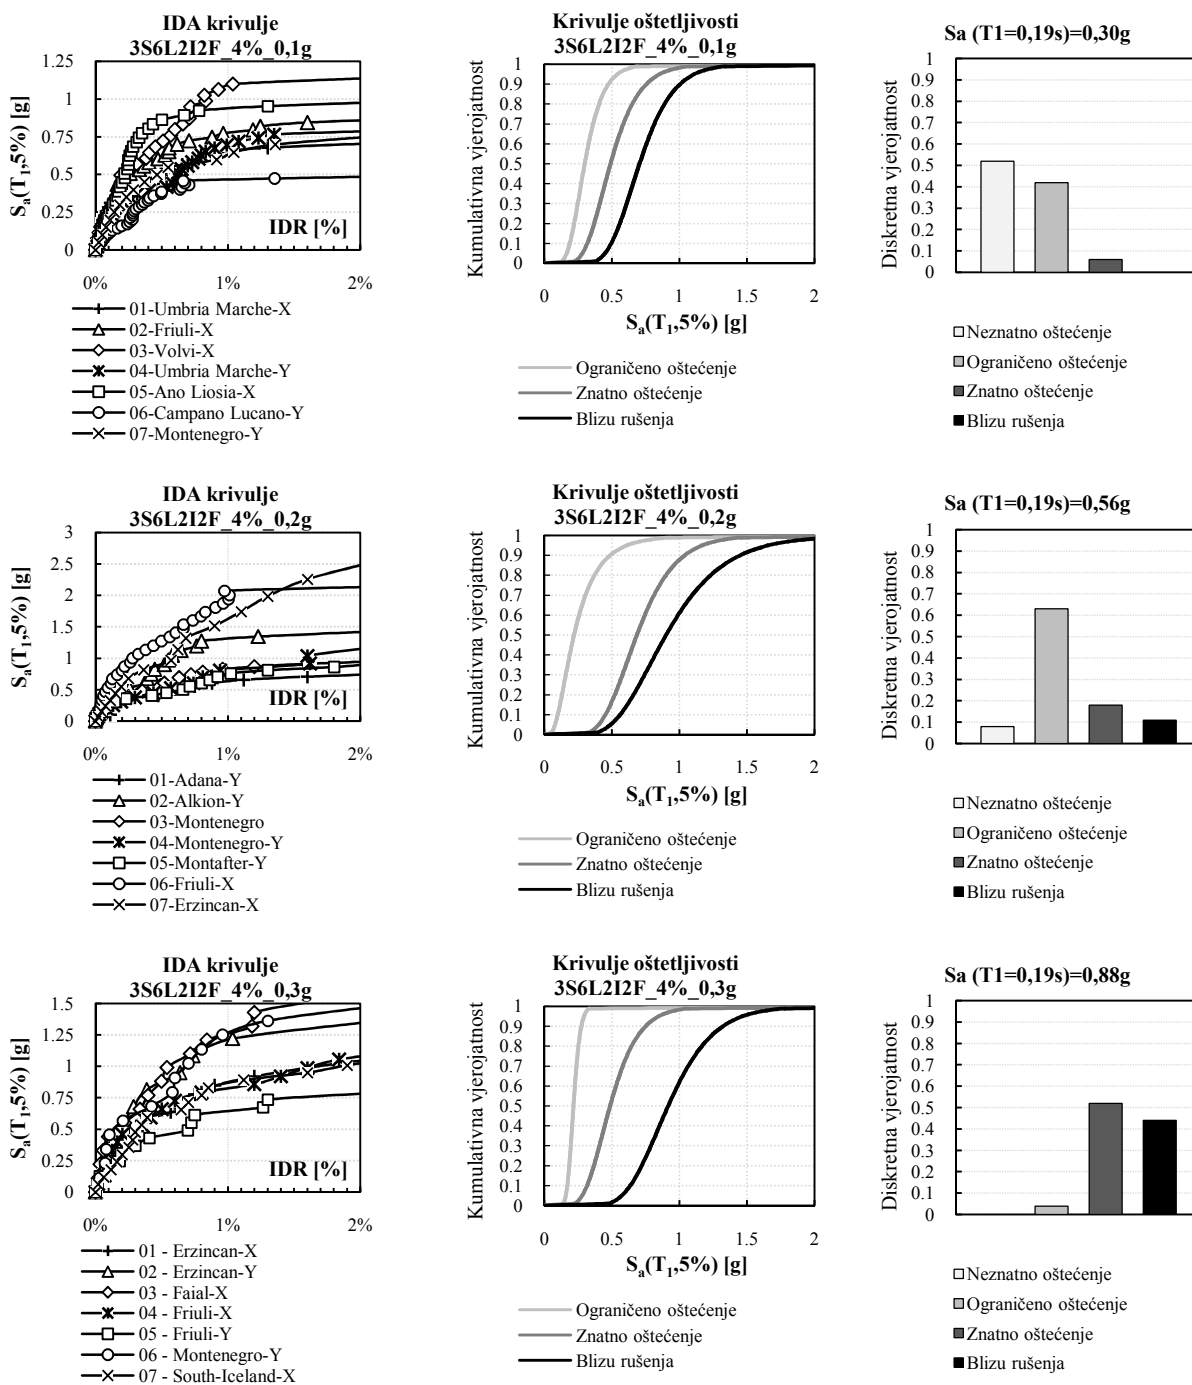 IDA krivulje
3S6L2I2F_4%_0,1g
Sa(T1,5%) [g]
1.25
1
0.75
0.5
0.25
0
IDR [%]
0% 1% 2%
01-Umbria Marche-X
02-Friuli-X
03-Volvi-X
04-Umbria Marche-Y
05-Ano Liosia-X
06-Campano Lucano-Y
07-Montenegro-Y
Krivulje oštetljivosti
3S6L2I2F_4%_0,1g
Kumulativna vjerojatnost
1
0.9
0.8
0.7
0.6
0.5
0.4
0.3
0.2
0.1
0
0 0.5 1 1.5 2
Sa(T1,5%) [g]
Ograničeno oštećenje
Znatno oštećenje
Blizu rušenja
Sa (T1=0,19s)=0,30g
Diskretna vjerojatnost
1
0.9
0.8
0.7
0.6
0.5
0.4
0.3
0.2
0.1
0
Neznatno oštećenje
Ograničeno oštećenje
Znatno oštećenje
Blizu rušenja
IDA krivulje
3S6L2I2F_4%_0,2g
Sa(T1,5%) [g]
3
2.5
2
1.5
1
0.5
0
IDR [%]
0% 1% 2%
01-Adana-Y
02-Alkion-Y
03-Montenegro
04-Montenegro-Y
05-Montafter-Y
06-Friuli-X
07-Erzincan-X
Krivulje oštetljivosti
3S6L2I2F_4%_0,2g
Kumulativna vjerojatnost
1
0.9
0.8
0.7
0.6
0.5
0.4
0.3
0.2
0.1
0
0 0.5 1 1.5 2
Sa(T1,5%) [g]
Ograničeno oštećenje
Znatno oštećenje
Blizu rušenja
Sa (T1=0,19s)=0,56g
Diskretna vjerojatnost
1
0.9
0.8
0.7
0.6
0.5
0.4
0.3
0.2
0.1
0
Neznatno oštećenje
Ograničeno oštećenje
Znatno oštećenje
Blizu rušenja
IDA krivulje
3S6L2I2F_4%_0,3g
Sa(T1,5%) [g]
1.5
1.25
1
0.75
0.5
0.25
0
IDR [%]
0% 1% 2%
01 - Erzincan-X
02 - Erzincan-Y
03 - Faial-X
04 - Friuli-X
05 - Friuli-Y
06 - Montenegro-Y
07 - South-Iceland-X
Krivulje oštetljivosti
3S6L2I2F_4%_0,3g
Kumulativna vjerojatnost
1
0.9
0.8
0.7
0.6
0.5
0.4
0.3
0.2
0.1
0
0 0.5 1 1.5 2
Sa(T1,5%) [g]
Ograničeno oštećenje
Znatno oštećenje
Blizu rušenja
Sa (T1=0,19s)=0,88g
Diskretna vjerojatnost
1
0.9
0.8
0.7
0.6
0.5
0.4
0.3
0.2
0.1
0
Neznatno oštećenje
Ograničeno oštećenje
Znatno oštećenje
Blizu rušenja